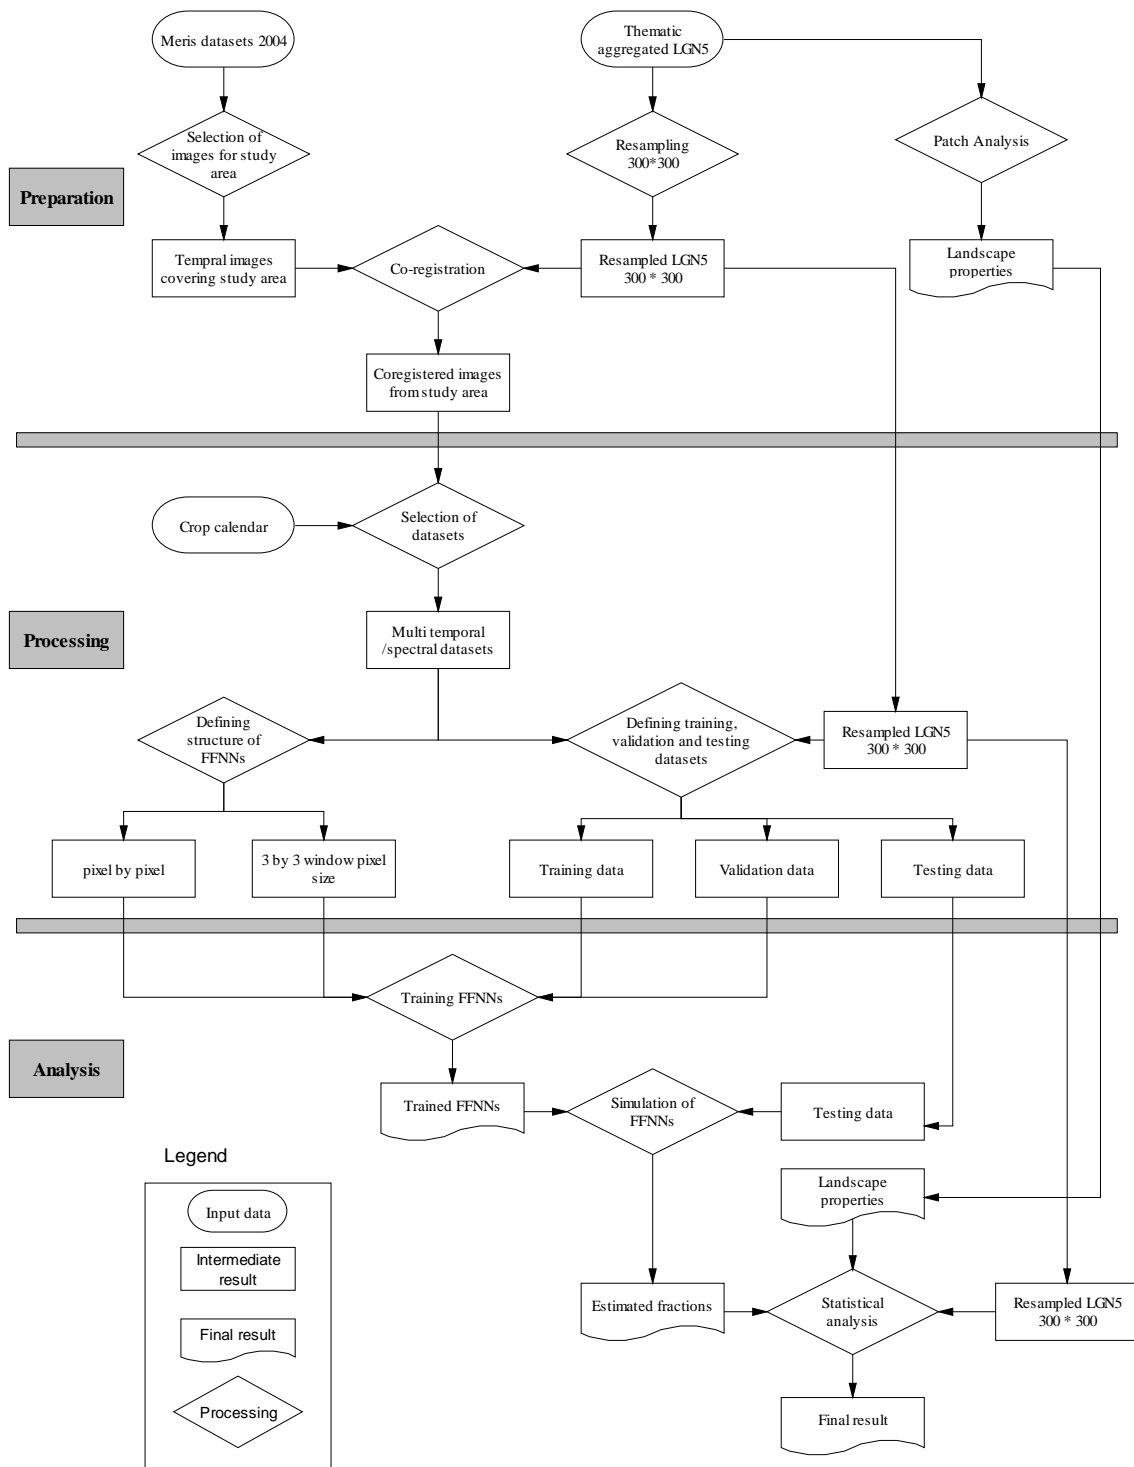 Meris datasets 2004
Thematic
aggregated LGN5
Selection of
images for study
area
Resampling
300*300
Patch Analysis
Preparation
Tempral images
covering study area
Co-registration
Resampled LGN5
300 * 300
Landscape
properties
Coregistered images
from study area
Crop calendar
Selection of
datasets
Processing
Multi temporal
/spectral datasets
Defining
structure of
FFNNs
Defining training,
validation and testing
datasets
Resampled LGN5
300 * 300
pixel by pixel
3 by 3 window pixel
size
Training data
Validation data
Testing data
Training FFNNs
Analysis
Trained FFNNs
Simulation of
FFNNs
Testing data
Legend
Landscape
properties
Input data
Intermediate
result
Estimated fractions
Statistical
analysis
Resampled LGN5
300 * 300
Final result
Processing
Final result